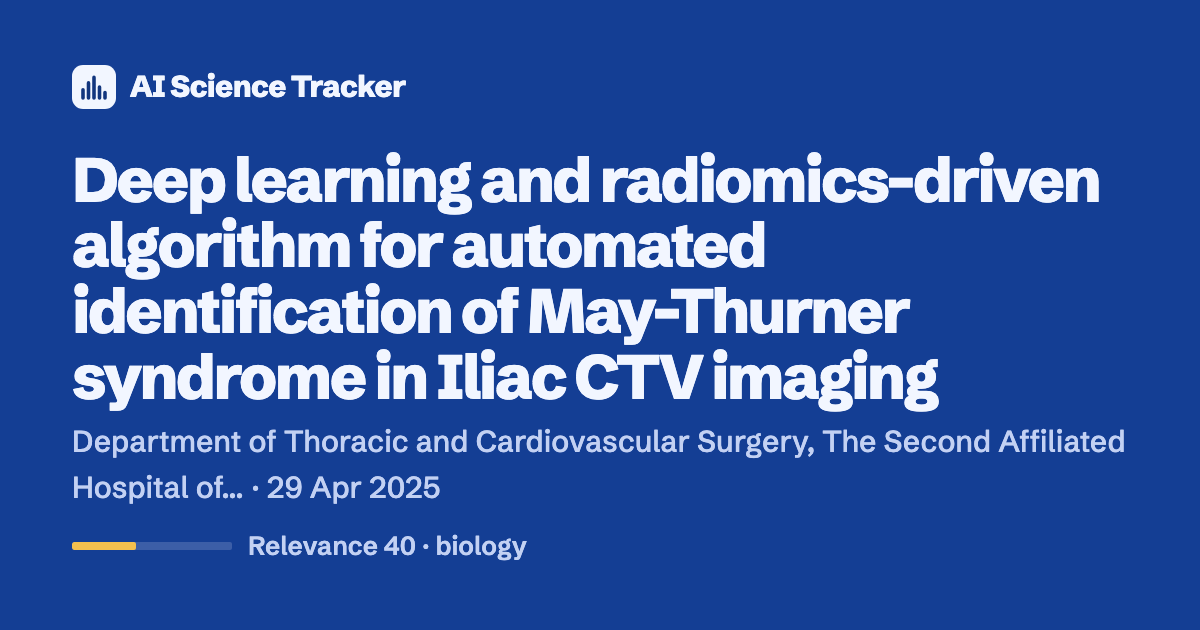 AI Science Tracker
Deep learning and radiomics-driven
algorithm for automated
identification of May-Thurner
syndrome in Iliac CTV imaging
Department of Thoracic and Cardiovascular Surgery, The Second Affiliated
Hospital of... · 29 Apr 2025
Relevance 40 · biology